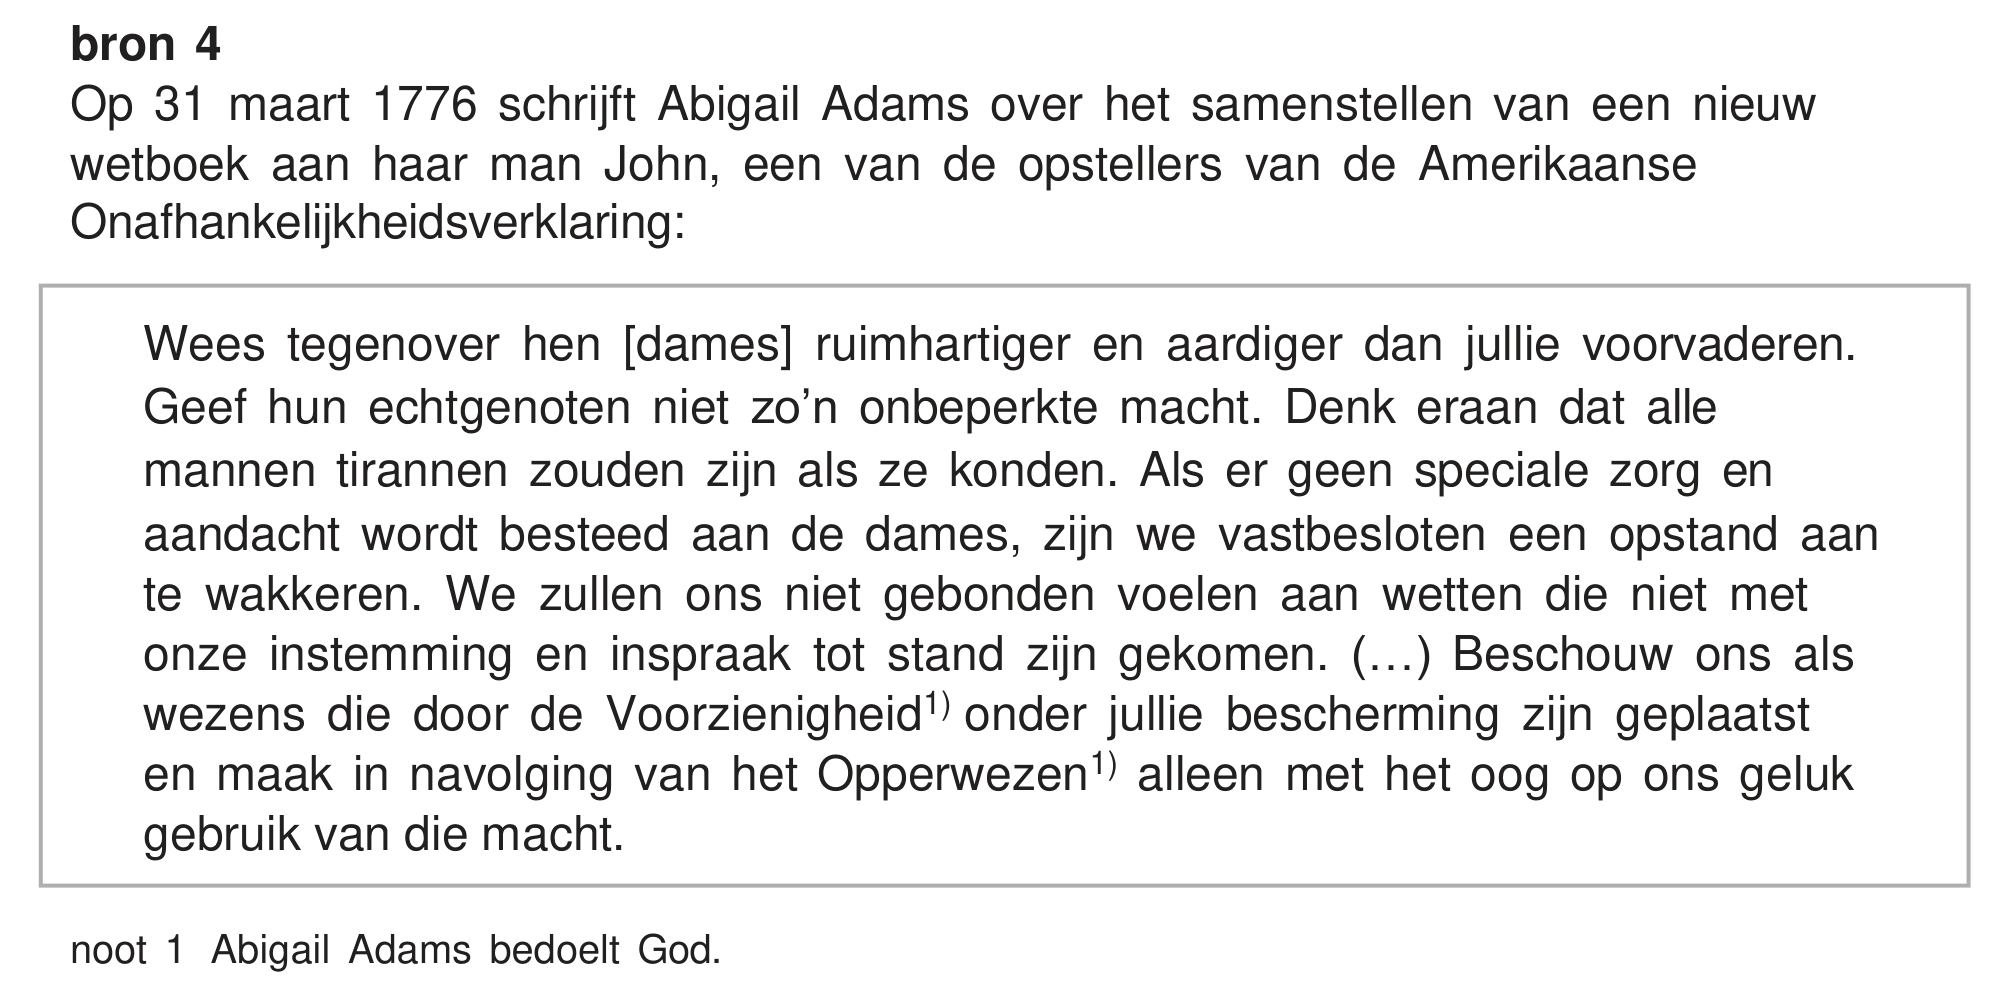 bron 4
Op 31 maart 1776 schrijft Abigail Adams over het samenstellen van een nieuw
wetboek aan haar man John, een van de opstellers van de Amerikaanse
Onafhankelijkheidsverklaring:
Wees tegenover hen [dames] ruimhartiger en aardiger dan jullie voorvaderen.
Geef hun echtgenoten niet zo’n onbeperkte macht. Denk eraan dat alle
mannen tirannen zouden zijn als ze konden. Als er geen speciale zorg en
aandacht wordt besteed aan de dames, zijn we vastbesloten een opstand aan
te wakkeren. We zullen ons niet gebonden voelen aan wetten die niet met
onze instemming en inspraak tot stand zijn gekomen. (…) Beschouw ons als
wezens die door de Voorzienigheid1) onder jullie bescherming zijn geplaatst
en maak in navolging van het Opperwezen1) alleen met het oog op ons geluk
gebruik van die macht.
noot 1 Abigail Adams bedoelt God.